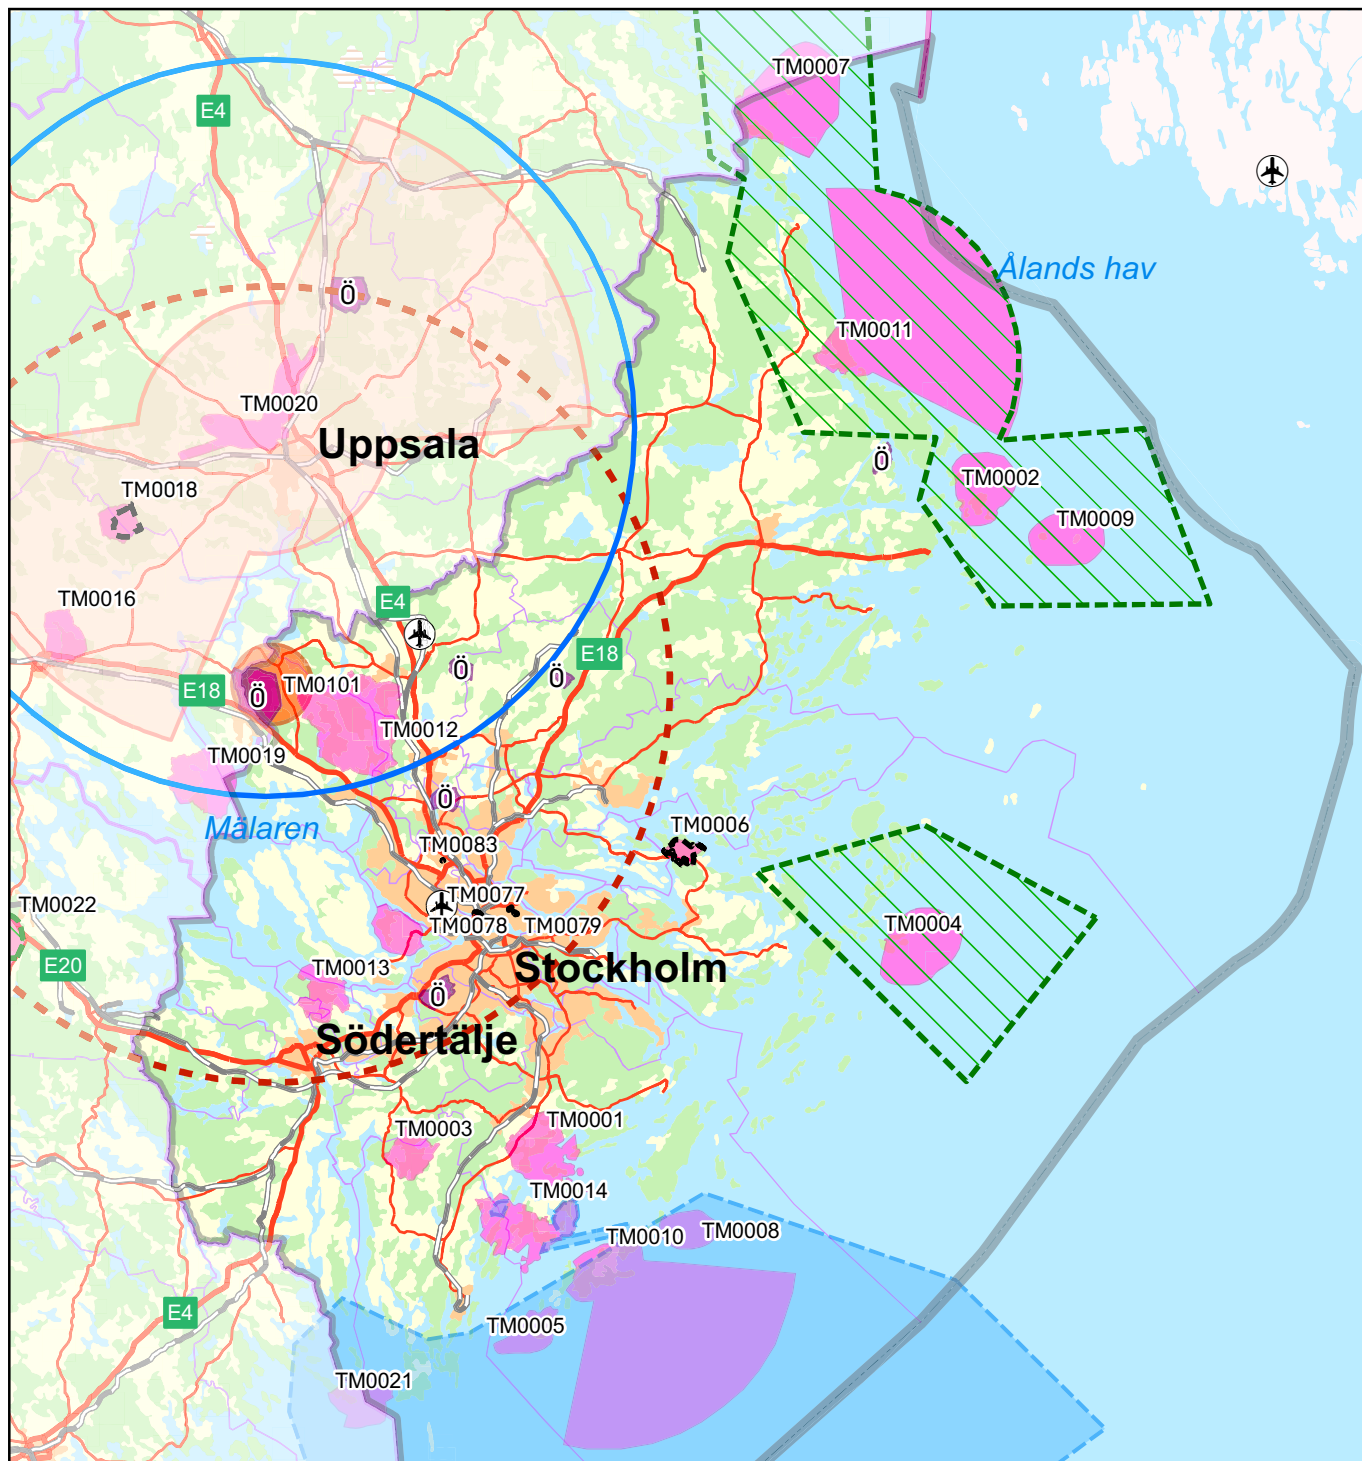 TM0007
E4
Ålands hav
Ö
TM0011
TM0020
Uppsala
Ö
TM0002
TM0018
TM0009
TM0016
E4
E18
Ö
Ö
TM0101
E18
Ö
TM0012
TM0019
Ö
Mälaren
TM0006
TM0083
TM0077
TM0022
TM0078
TM0079
TM0004
E20
TM0013
Stockholm
Ö
Södertälje
TM0003
TM0001
TM0014
TM0010
TM0008
E4
TM0005
TM0021